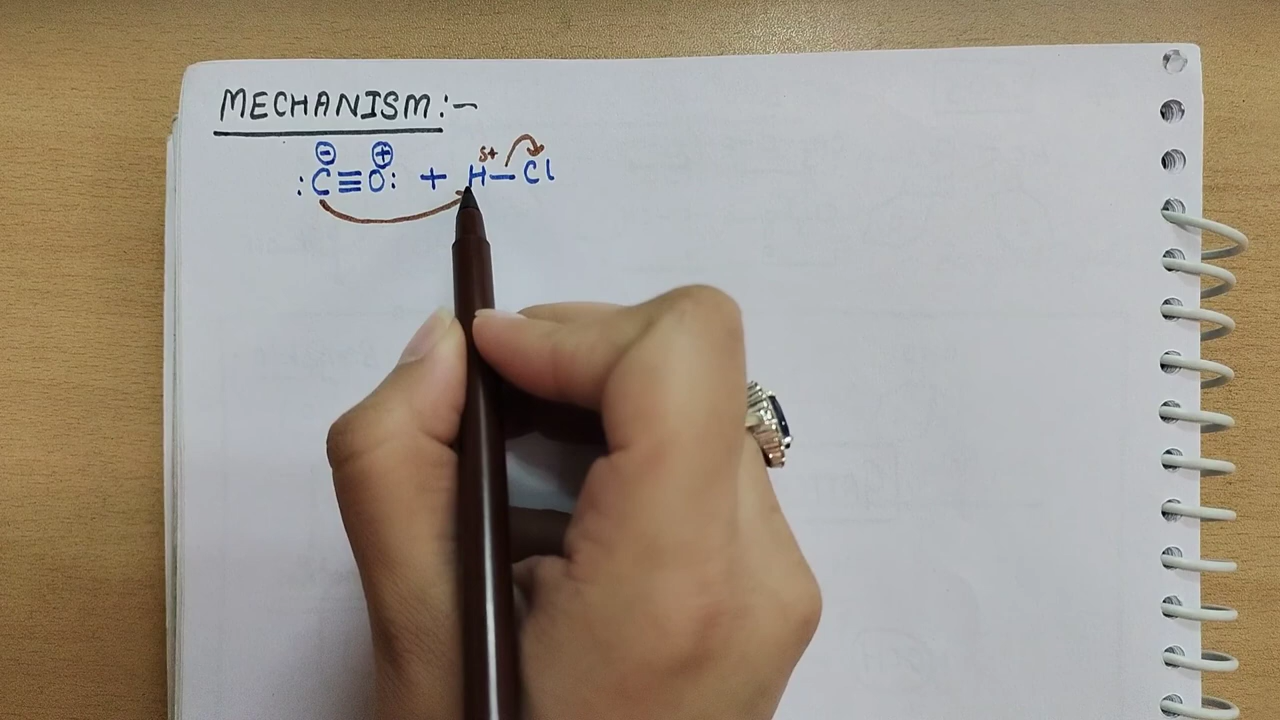 MECHANISM:-
⊖ ⊕ δ+
:C≡O: + H-Cl